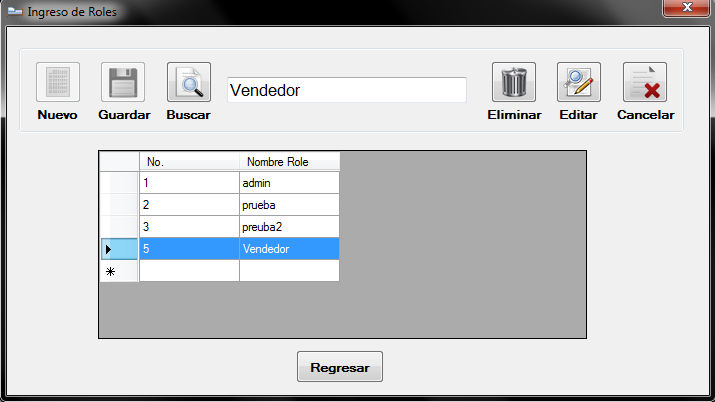 Ingreso de Roles
Vendedor
Nuevo Guardar Buscar Eliminar Editar Cancelar
No. Nombre Role
1 admin
2 prueba
3 preuba2
5 Vendedor
Regresar